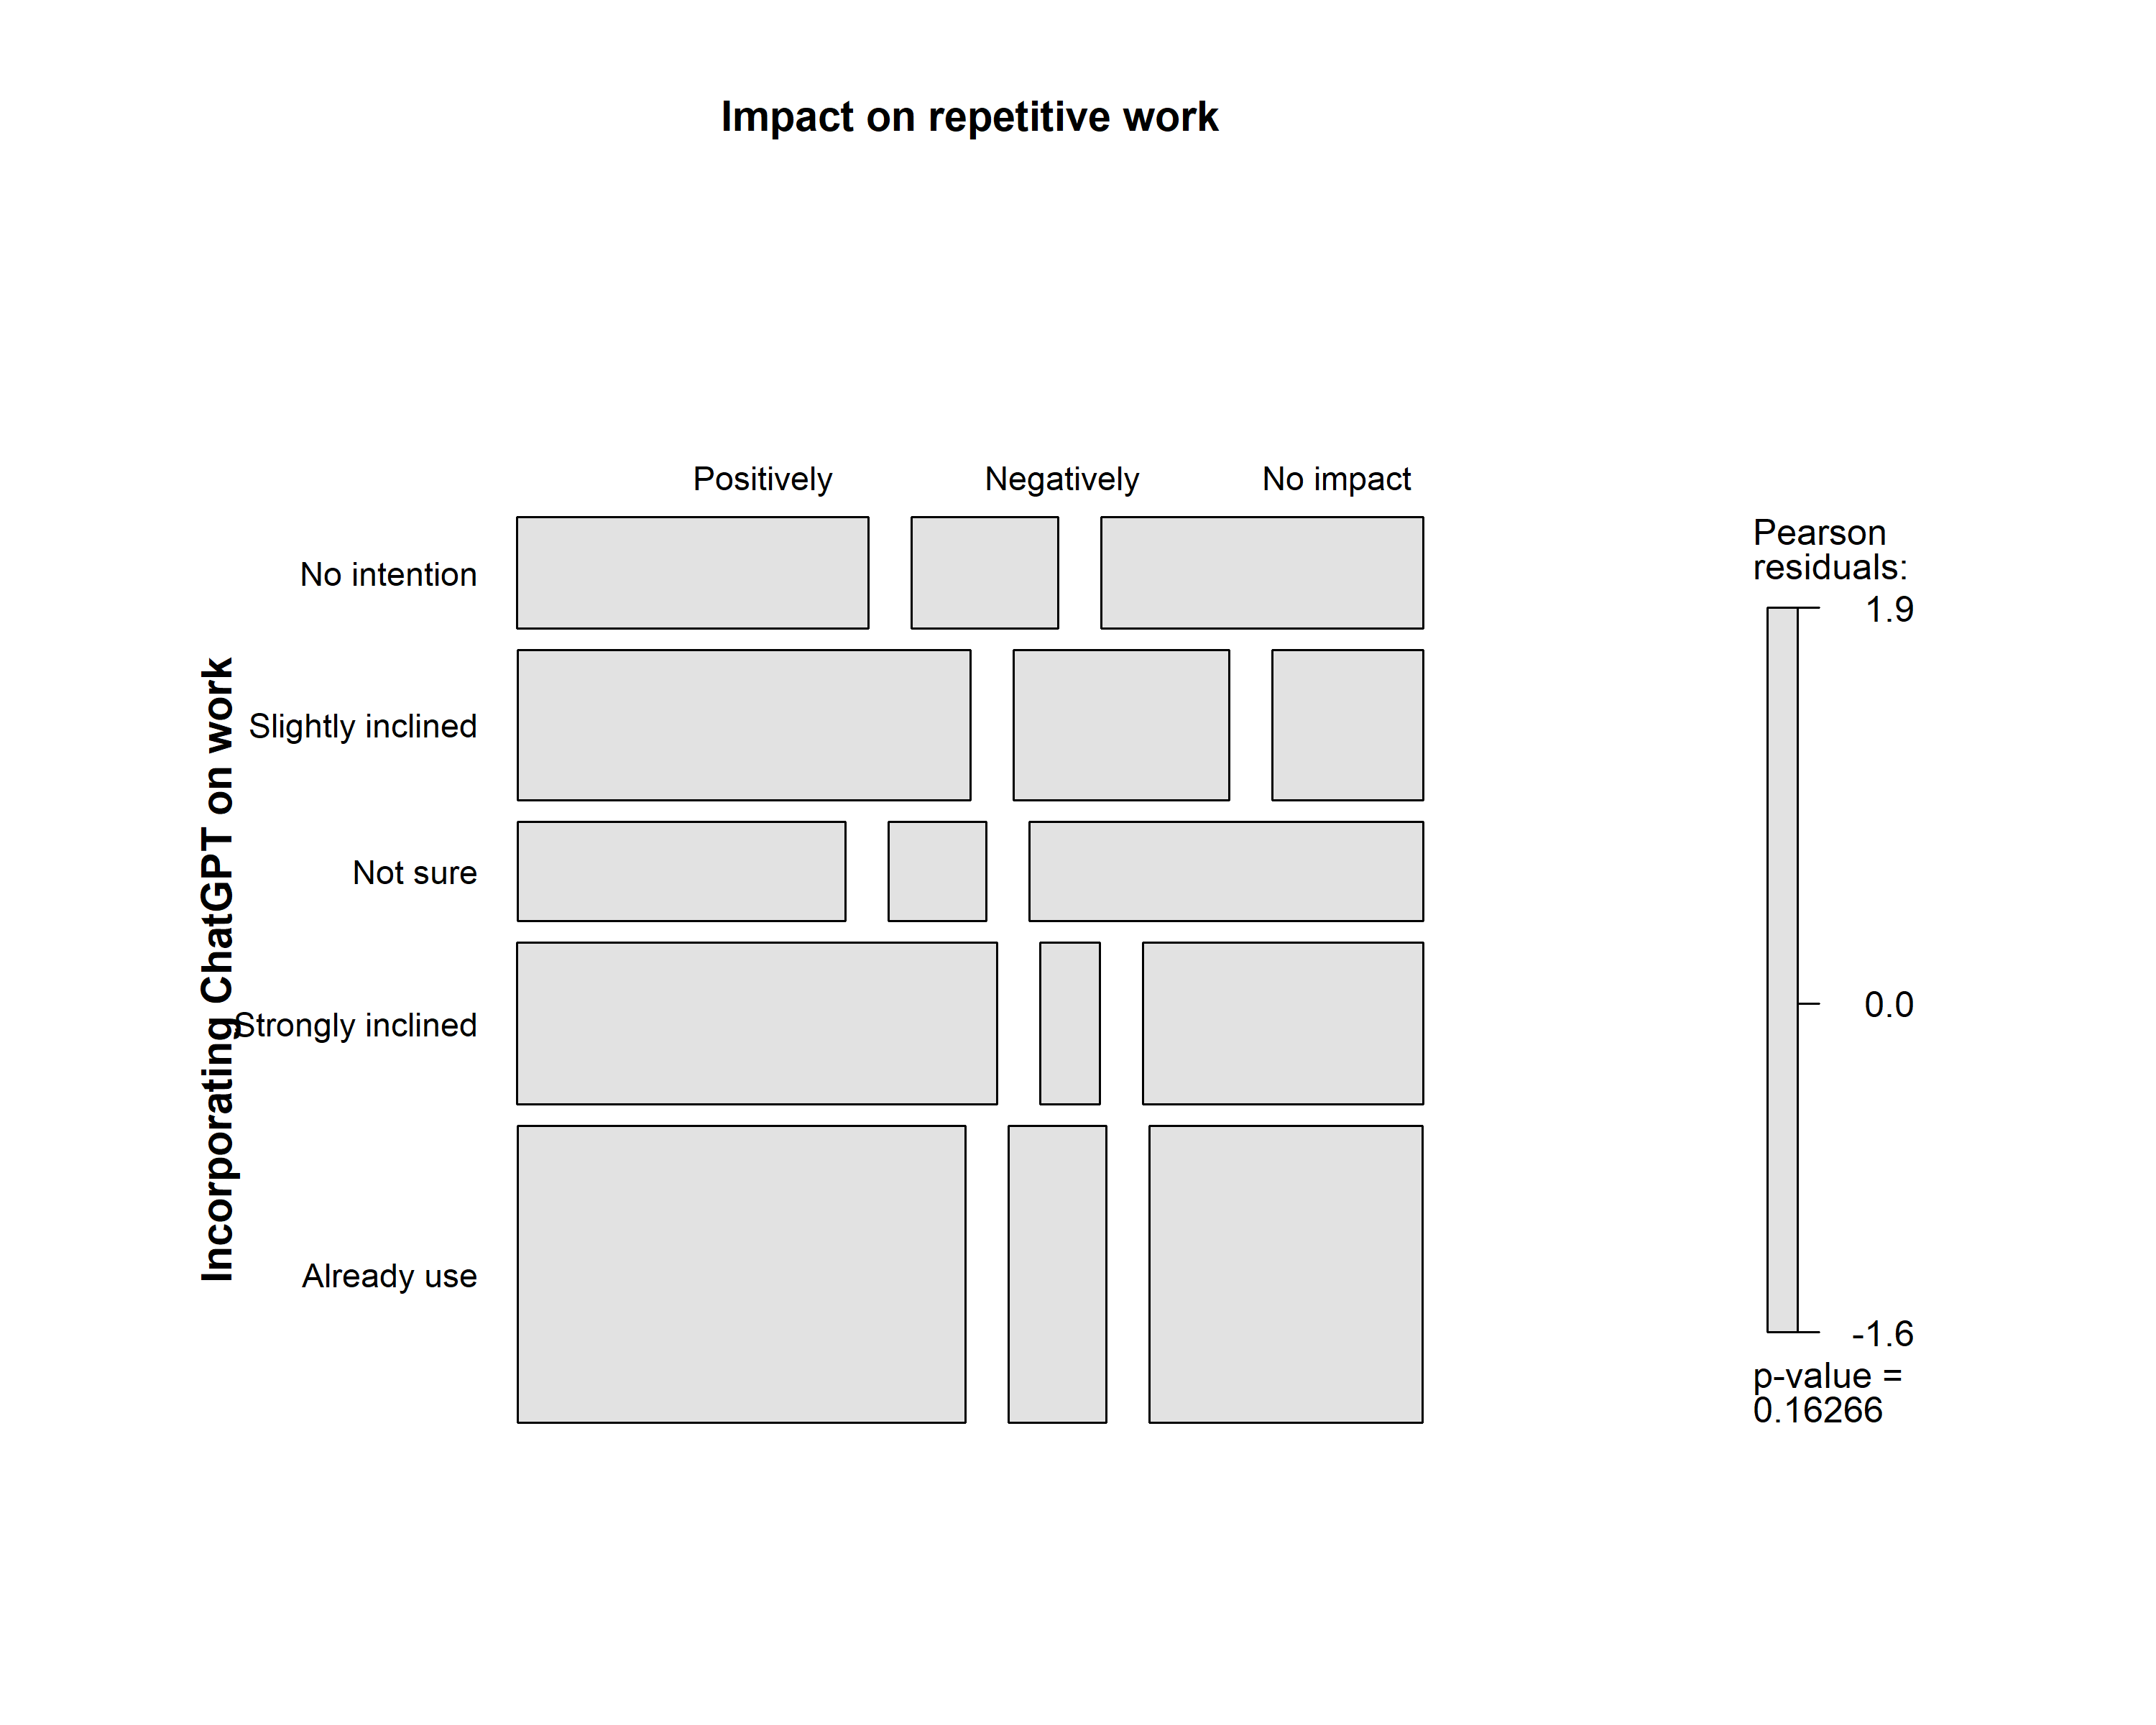 Impact on repetitive work
Positively Negatively No impact
Incorporating ChatGPT on work
No intention
Slightly inclined
Not sure
Strongly inclined
Already use
Pearson
residuals:
1.9
0.0
-1.6
p-value =
0.16266